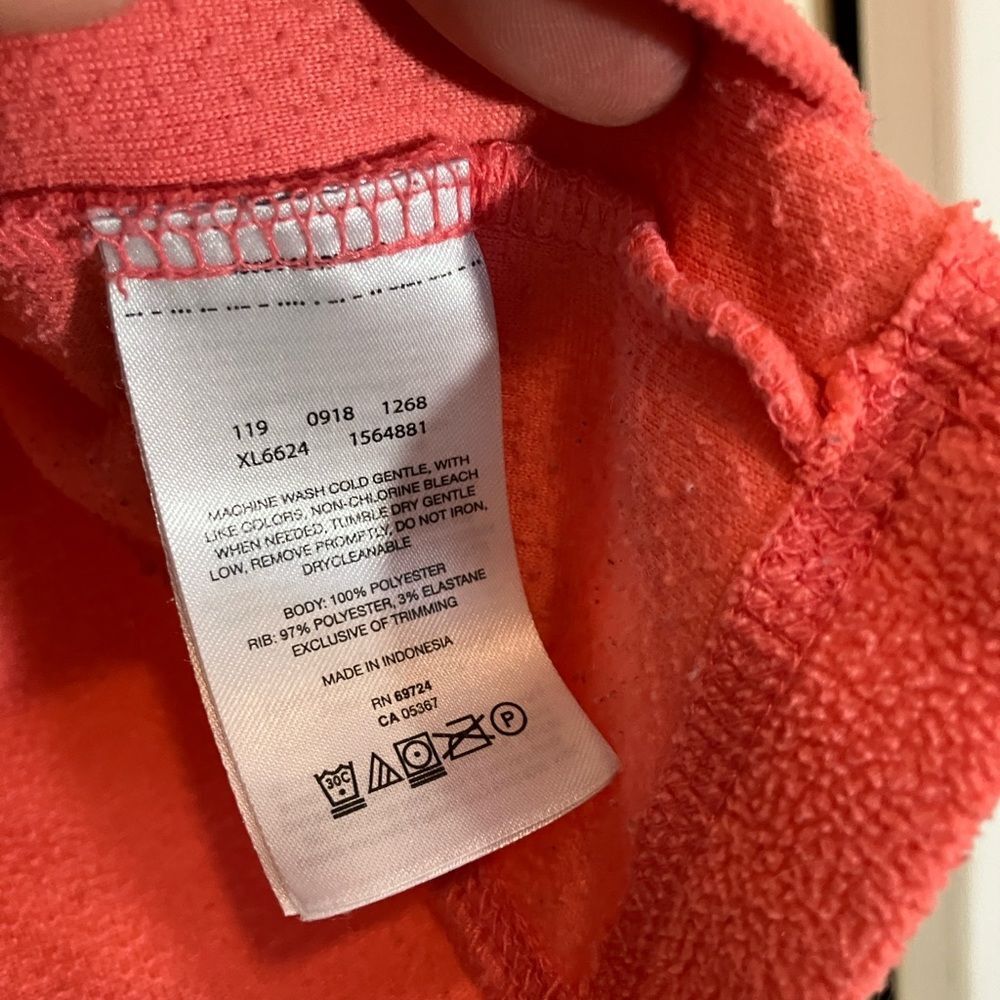 119 0918 1268
XL6624 1564881
MACHINE WASH COLD GENTLE, WITH
LIKE COLORS, NON-CHLORINE BLEACH
WHEN NEEDED, TUMBLE DRY GENTLE
LOW, REMOVE PROMPTLY, DO NOT IRON,
DRYCLEANABLE
BODY: 100% POLYESTER
RIB: 97% POLYESTER, 3% ELASTANE
EXCLUSIVE OF TRIMMING
MADE IN INDONESIA
RN 69724
CA 05367
30C P